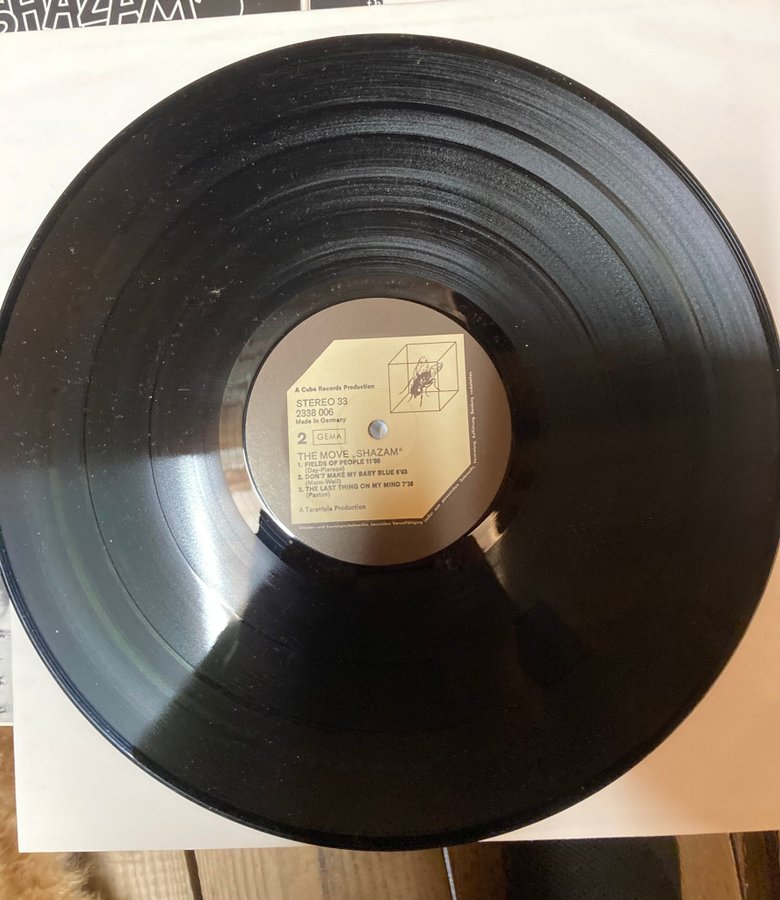 SHAZAM
A Cube Records Production
STEREO 33
2338 006
Made in Germany
2 GEMA
THE MOVE „SHAZAM“
1. FIELDS OF PEOPLE 11'00
(Day-Pierson)
2. DON'T MAKE MY BABY BLUE 6'03
(Mann-Weill)
3. THE LAST THING ON MY MIND 7'38
(Paxton)
A Tarantula Production